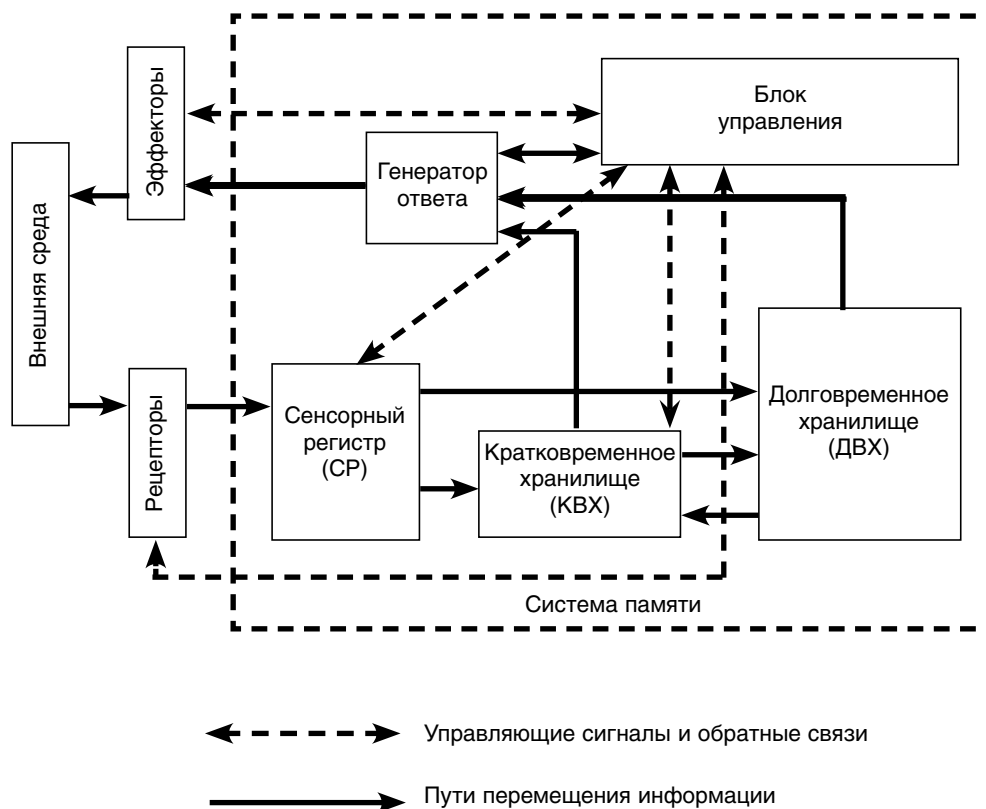 Блок
управления
Эффекторы
Генератор
ответа
Внешняя среда
Рецепторы
Сенсорный
регистр
(СР)
Кратковременное
хранилище
(КВХ)
Долговременное
хранилище
(ДВХ)
Система памяти
Управляющие сигналы и обратные связи
Пути перемещения информации